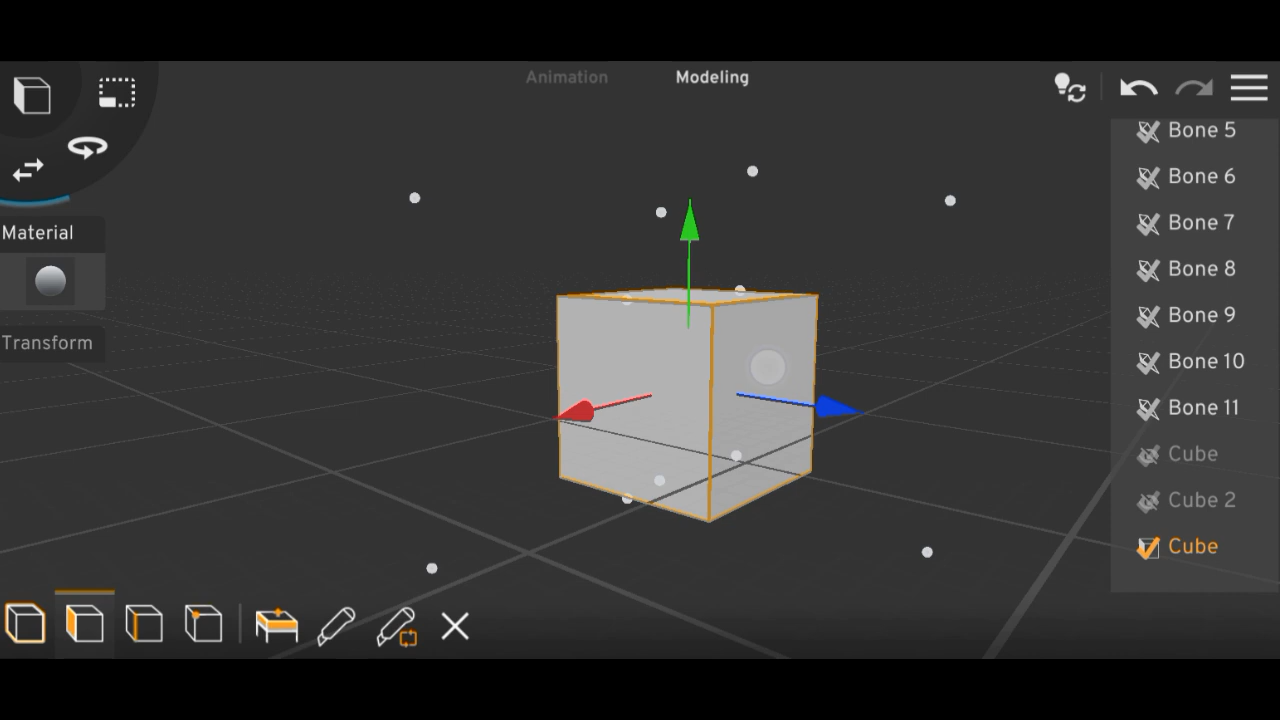 Animation
Modeling
Material
Transform
Bone 5
Bone 6
Bone 7
Bone 8
Bone 9
Bone 10
Bone 11
Cube
Cube 2
Cube